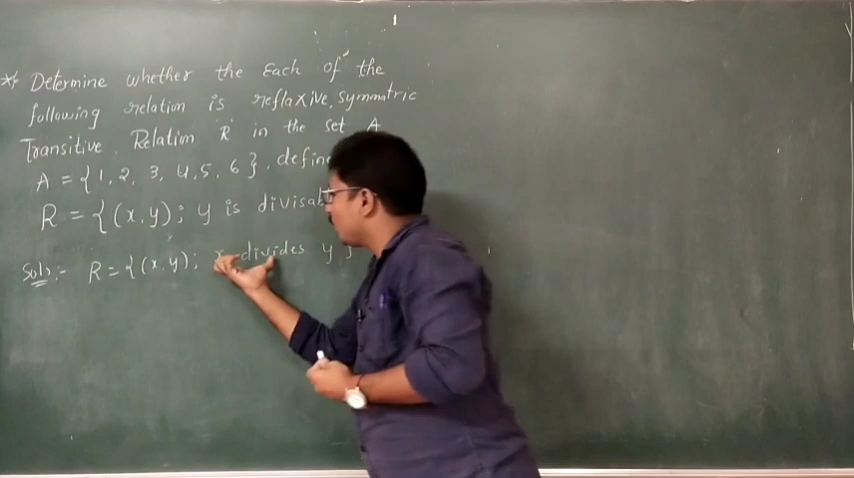 * Determine whether the Each of the
following relation is reflaxive, symmetric
Transitive. Relation R in the set A
A = {1, 2, 3, 4, 5, 6}, define
R = {(x, y); y is divisab
Soln:- R = {(x, y); x divides y }